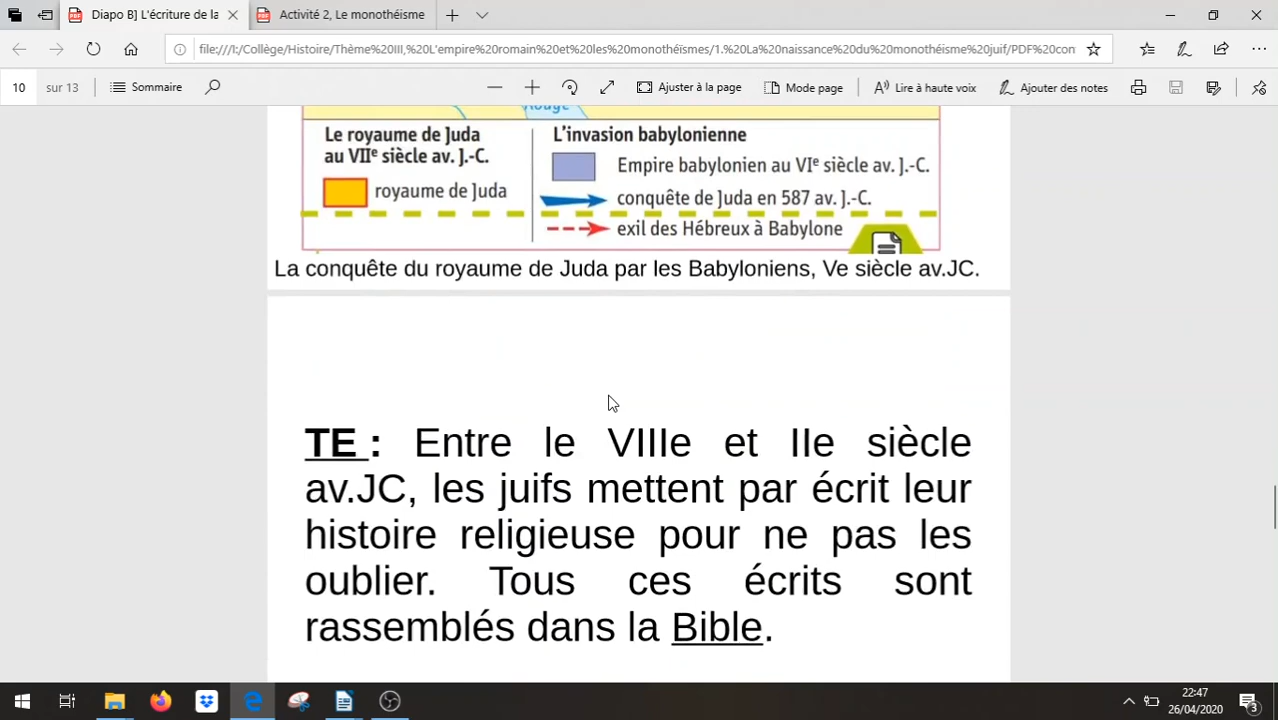 Diapo B] L'écriture de la
Activité 2, Le monothéisme
file:///I:/Collège/Histoire/Thème%20III,%20L'empire%20romain%20et%20les%20monothéïsmes/1.%20La%20naissance%20du%20monothéisme%20juif/PDF%20con
10 sur 13 Sommaire Ajuster à la page Mode page Lire à haute voix Ajouter des notes
Rouge
Le royaume de Juda
au VIIe siècle av. J.-C.
royaume de Juda
L'invasion babylonienne
Empire babylonien au VIe siècle av. J.-C.
conquête de Juda en 587 av. J.-C.
exil des Hébreux à Babylone
La conquête du royaume de Juda par les Babyloniens, Ve siècle av.JC.
TE : Entre le VIIIe et IIe siècle
av.JC, les juifs mettent par écrit leur
histoire religieuse pour ne pas les
oublier. Tous ces écrits sont
rassemblés dans la Bible.
22:47
26/04/2020
3